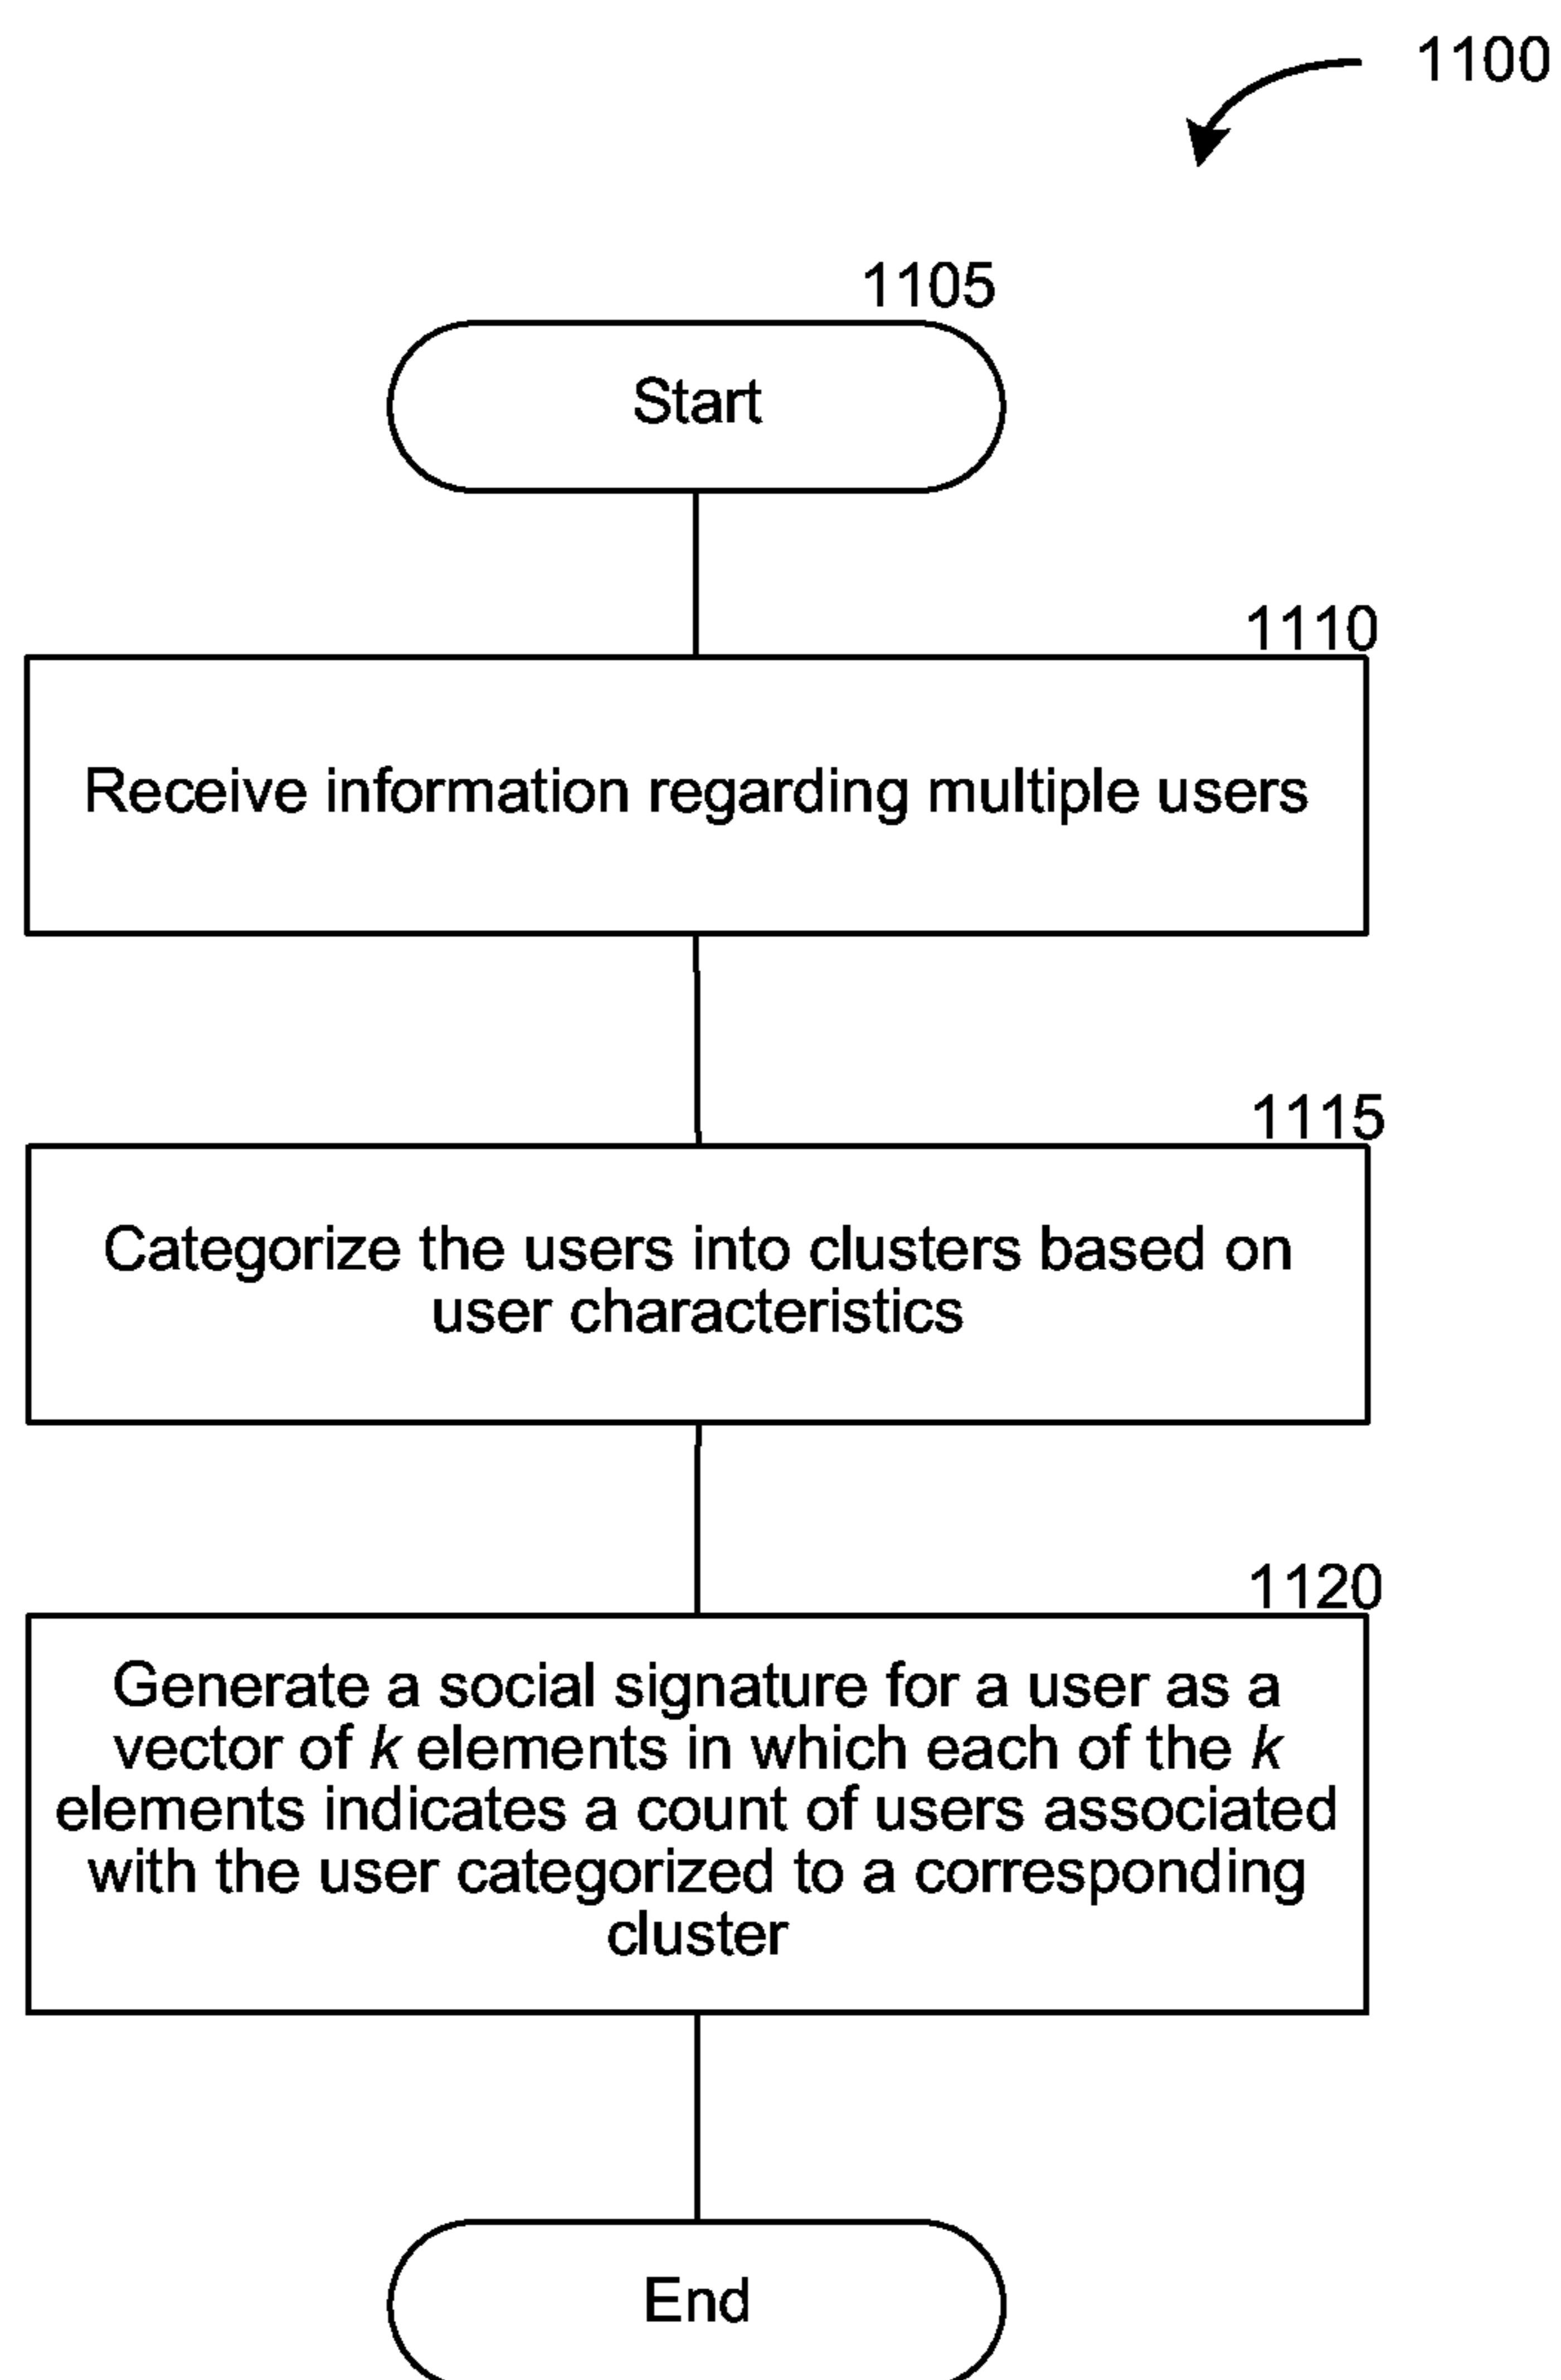 1100
1105
Start
1110
Receive information regarding multiple users
1115
Categorize the users into clusters based on
user characteristics
1120
Generate a social signature for a user as a
vector of k elements in which each of the k
elements indicates a count of users associated
with the user categorized to a corresponding
cluster
End